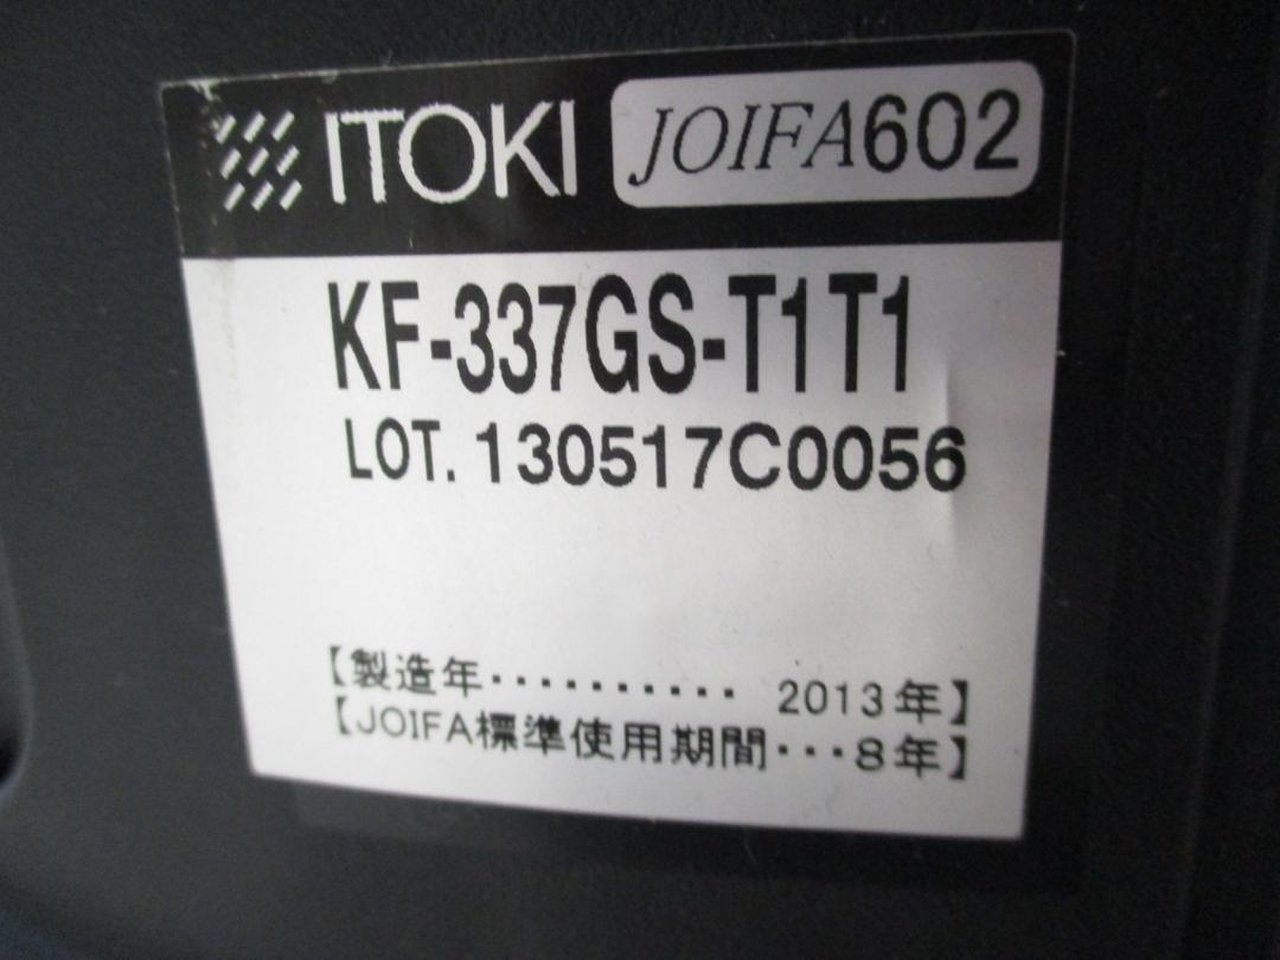 ITOKI JOIFA602
KF-337GS-T1T1
LOT. 130517C0056
【製造年‥‥‥‥‥ 2013年】
【JOIFA標準使用期間･･･8年】